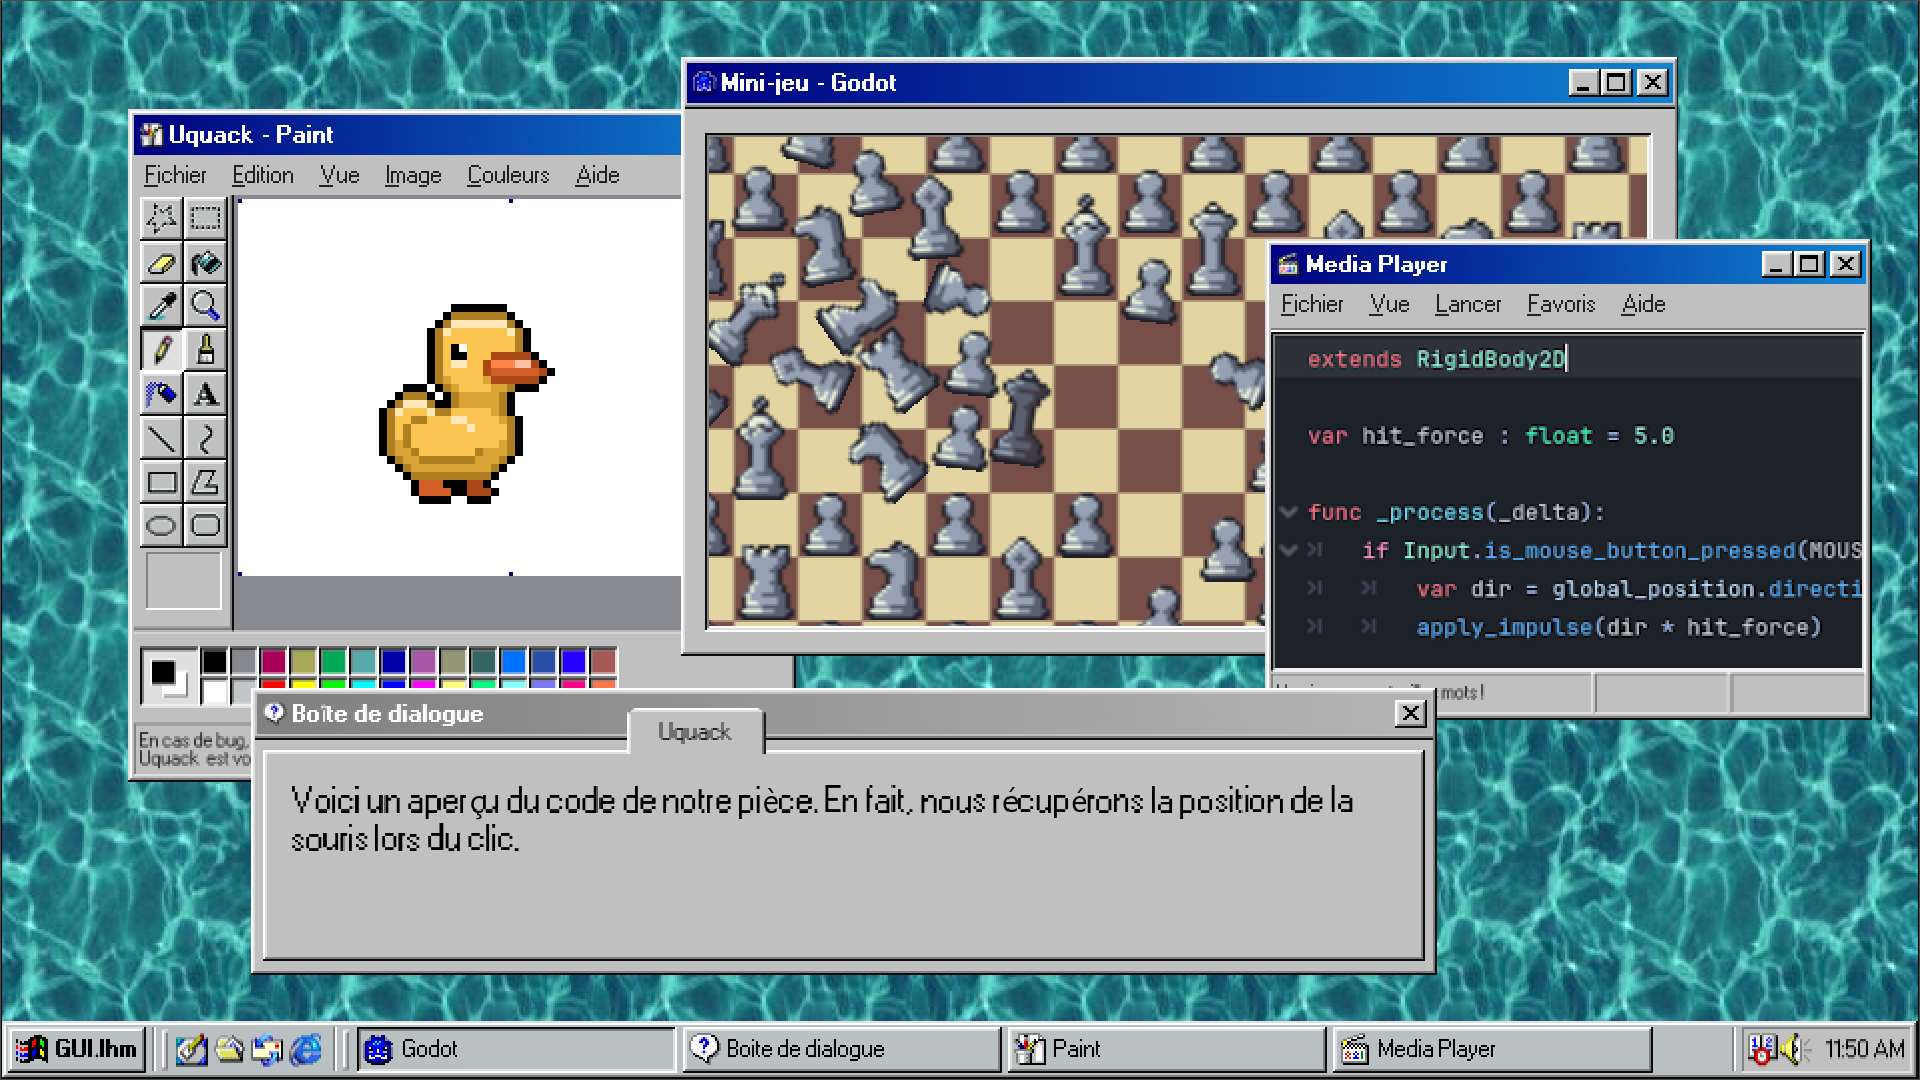 Mini-jeu - Godot
Uquack - Paint
Fichier Edition Vue Image Couleurs Aide
Media Player
Fichier Vue Lancer Favoris Aide
extends RigidBody2D
var hit_force : float = 5.0
func _process(_delta):
if Input.is_mouse_button_pressed(MOUS
var dir = global_position.directi
apply_impulse(dir * hit_force)
mots!
En cas de bug,
Uquack est vo
Boîte de dialogue
Uquack
Voici un aperçu du code de notre pièce. En fait, nous récupérons la position de la
souris lors du clic.
GUI.lhm
Godot
Boite de dialogue
Paint
Media Player
11:50 AM